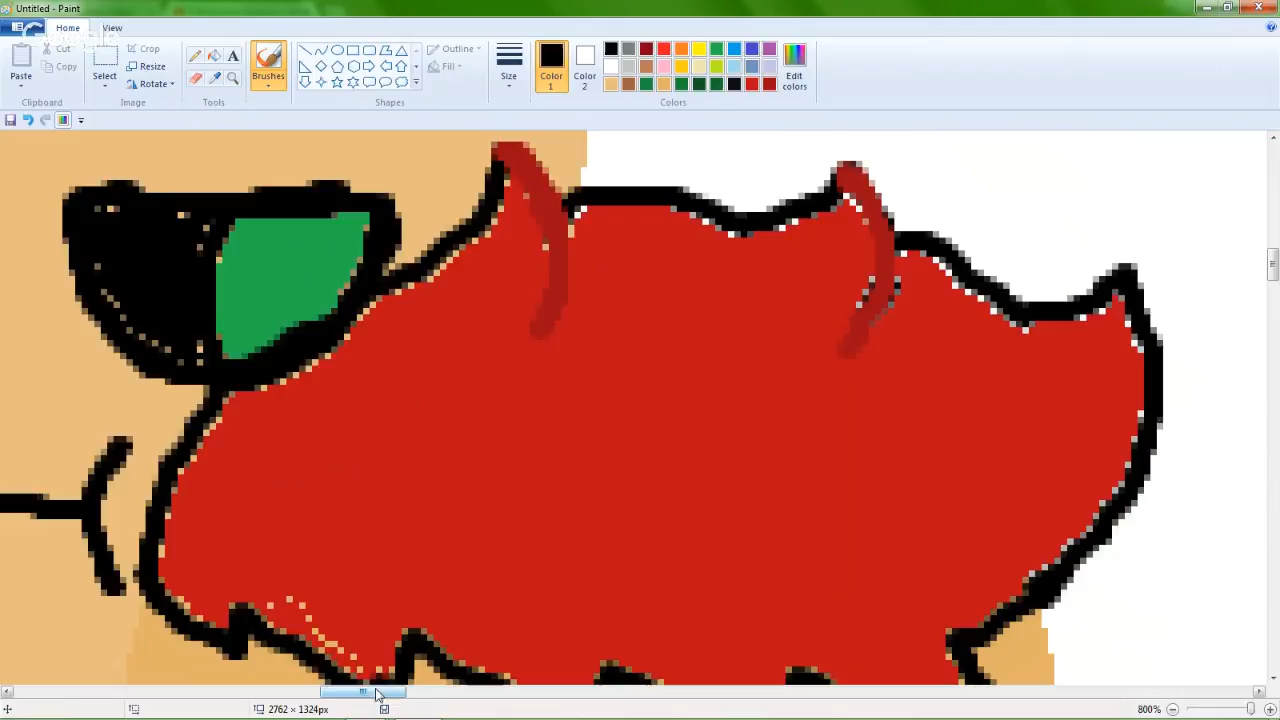 Untitled - Paint
Home View
Paste
Cut
Copy
Clipboard
Select
Crop
Resize
Rotate
Image
Tools
Brushes
Outline
Fill
Shapes
Size
Color 1
Color 2
Colors
Edit colors
2762 × 1324px
800%